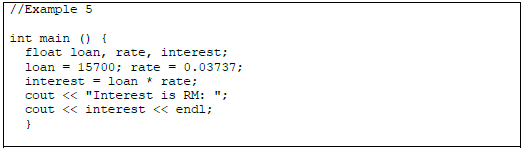 //Example 5
int main () {
float loan, rate, interest;
loan = 15700; rate = 0.03737;
interest = loan * rate;
cout << "Interest is RM: ";
cout << interest << endl;
}